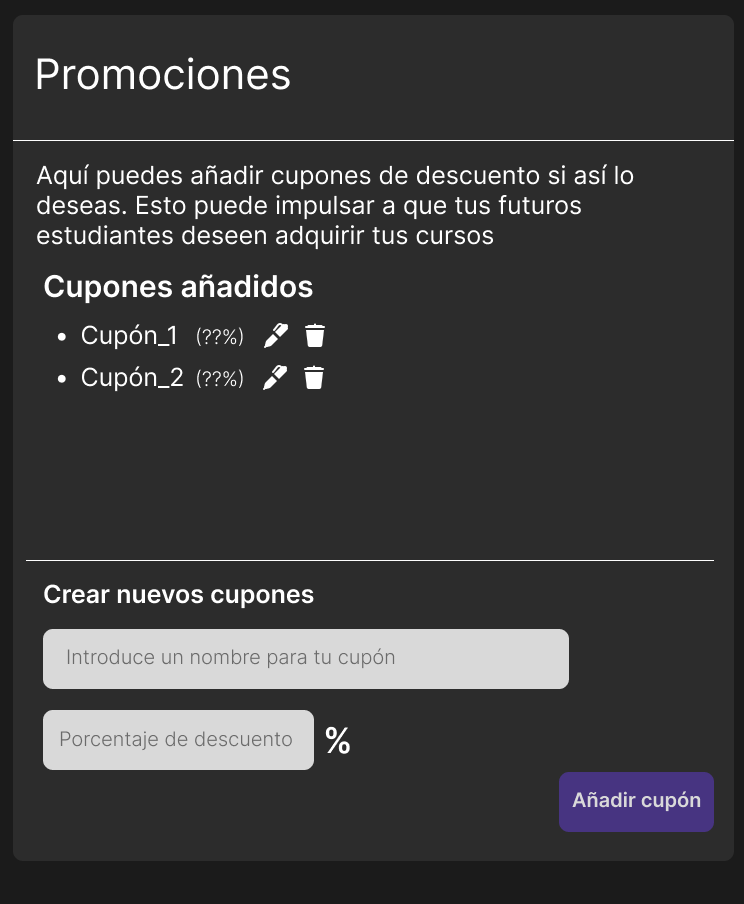 Promociones
Aquí puedes añadir cupones de descuento si así lo
deseas. Esto puede impulsar a que tus futuros
estudiantes deseen adquirir tus cursos
Cupones añadidos
• Cupón_1 (??%)
• Cupón_2 (??%)
Crear nuevos cupones
Introduce un nombre para tu cupón
Porcentaje de descuento %
Añadir cupón